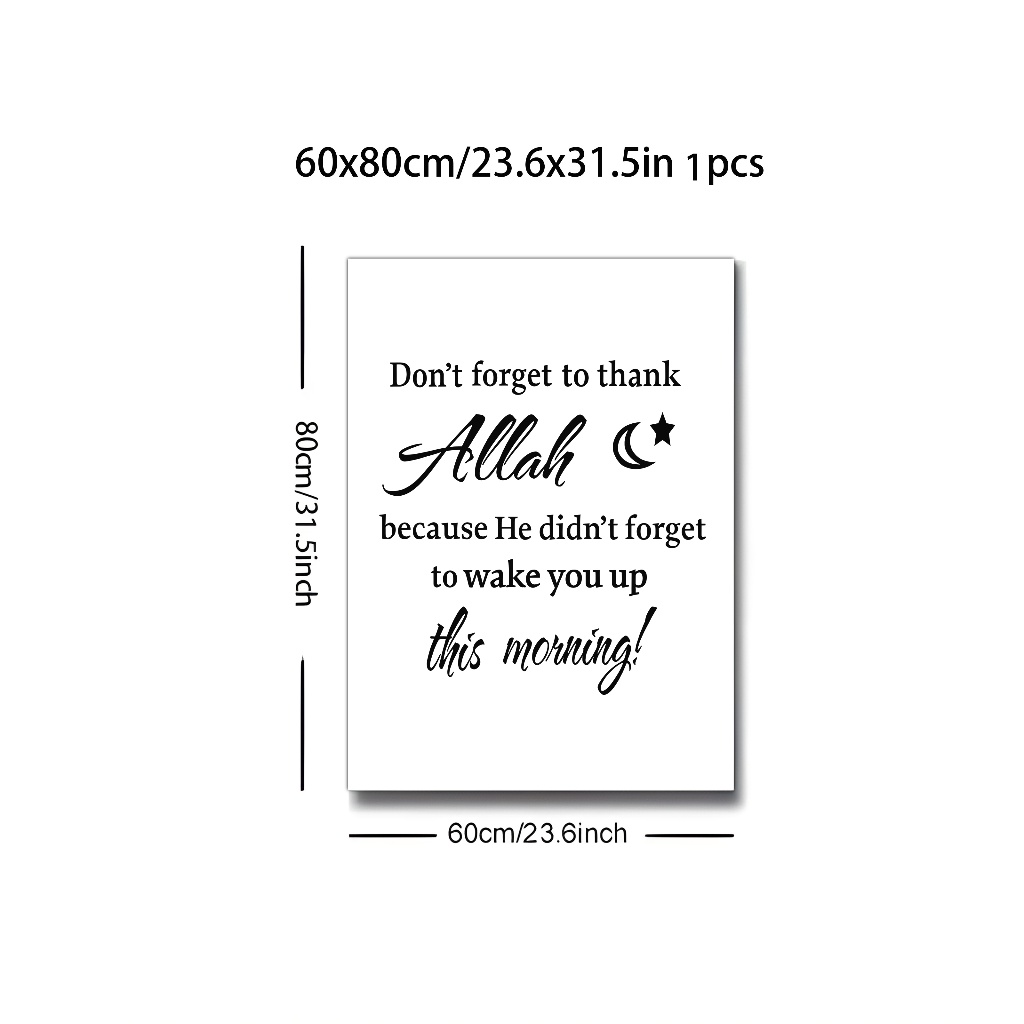 60x80cm/23.6x31.5in 1pcs
80cm/31.5inch
Don’t forget to thank
Allah
because He didn’t forget
to wake you up
this morning!
60cm/23.6inch